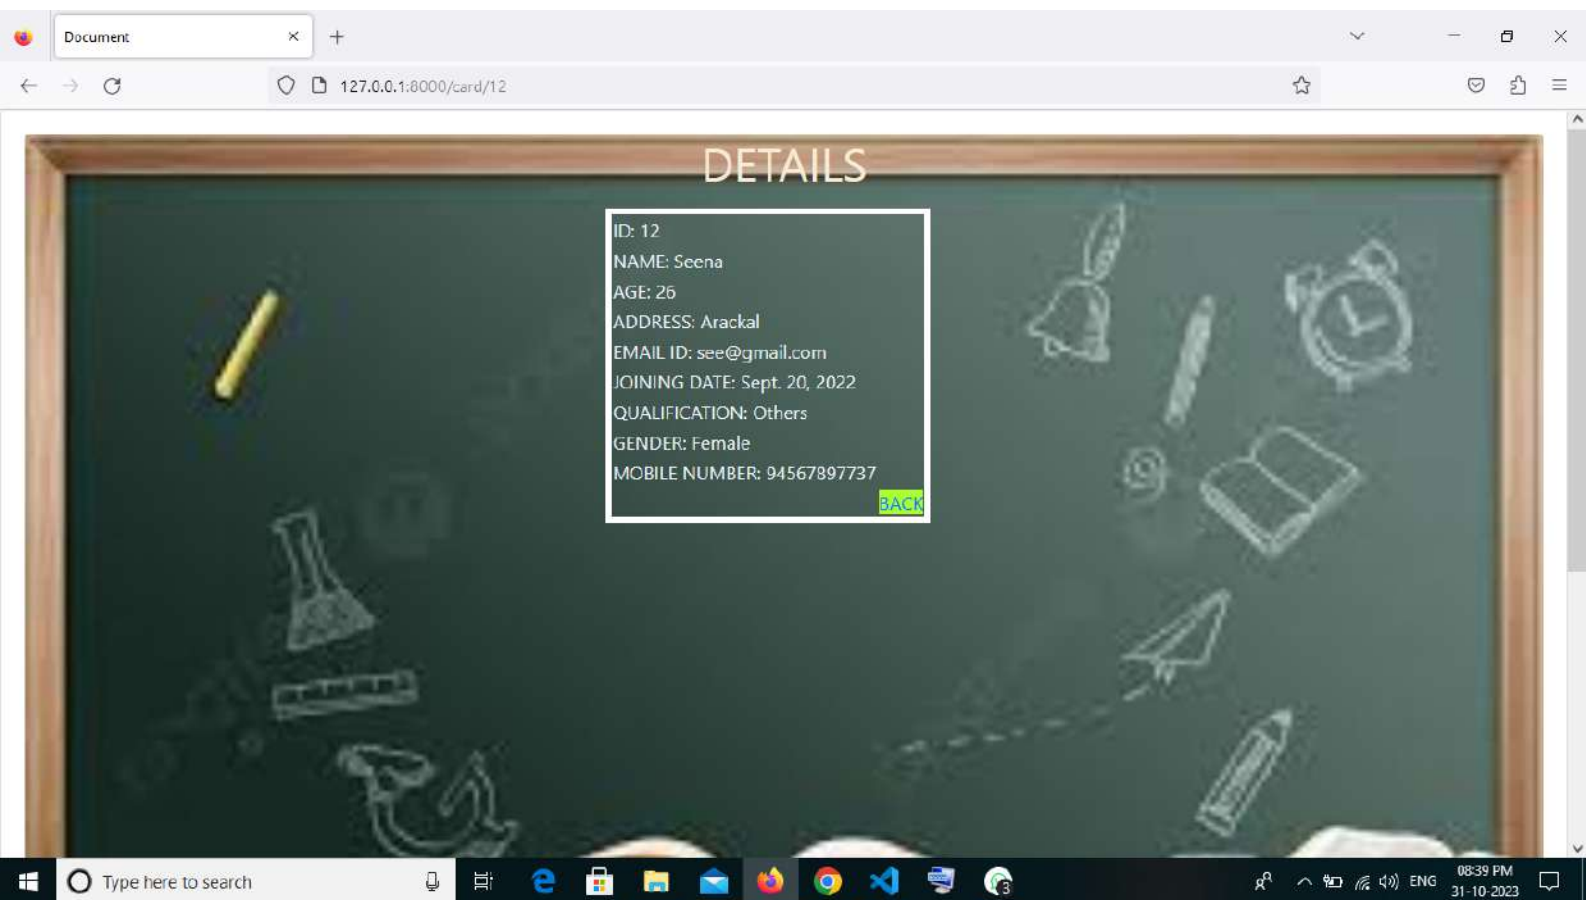 Document
127.0.0.1:8000/card/12
DETAILS
ID: 12
NAME: Seena
AGE: 26
ADDRESS: Arackal
EMAIL ID: see@gmail.com
JOINING DATE: Sept. 20, 2022
QUALIFICATION: Others
GENDER: Female
MOBILE NUMBER: 94567897737
BACK
Type here to search
3
ENG
08:39 PM
31-10-2023